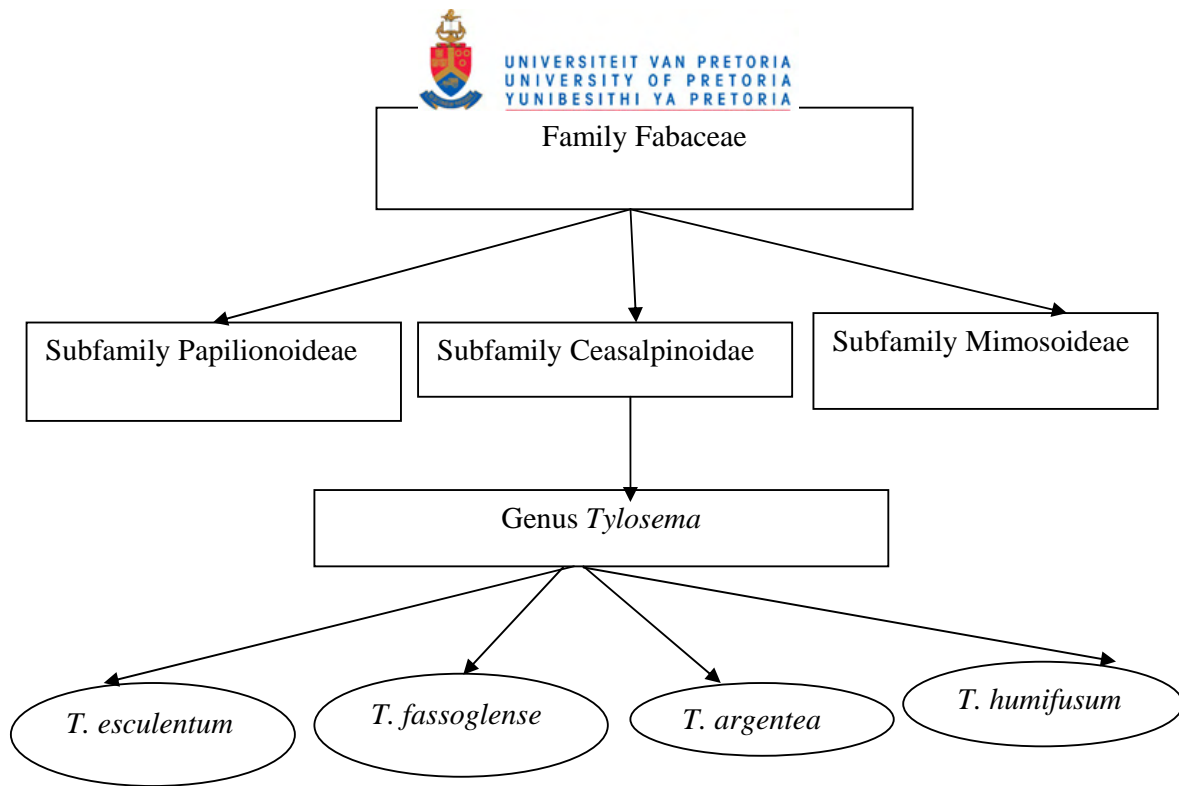 UNIVERSITEIT VAN PRETORIA
UNIVERSITY OF PRETORIA
YUNIBESITHI YA PRETORIA
Family Fabaceae
Subfamily Papilionoideae
Subfamily Ceasalpinoidae
Subfamily Mimosoideae
Genus Tylosema
T. esculentum
T. fassoglense
T. argentea
T. humifusum